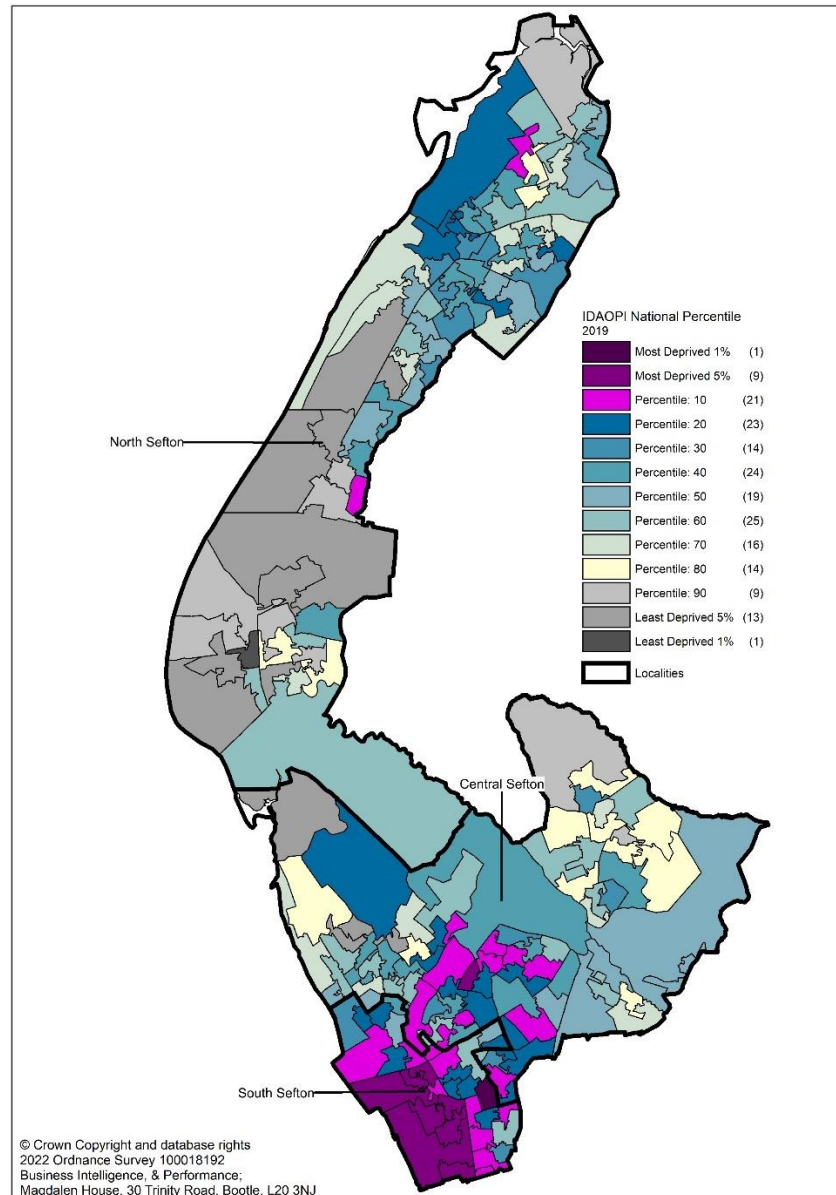 IDAOPI National Percentile
2019
Most Deprived 1% (1)
Most Deprived 5% (9)
Percentile: 10 (21)
Percentile: 20 (23)
Percentile: 30 (14)
Percentile: 40 (24)
Percentile: 50 (19)
Percentile: 60 (25)
Percentile: 70 (16)
Percentile: 80 (14)
Percentile: 90 (9)
Least Deprived 5% (13)
Least Deprived 1% (1)
Localities
North Sefton
Central Sefton
South Sefton
© Crown Copyright and database rights
2022 Ordnance Survey 100018192
Business Intelligence, & Performance;
Magdalen House, 30 Trinity Road, Bootle, L20 3NJ